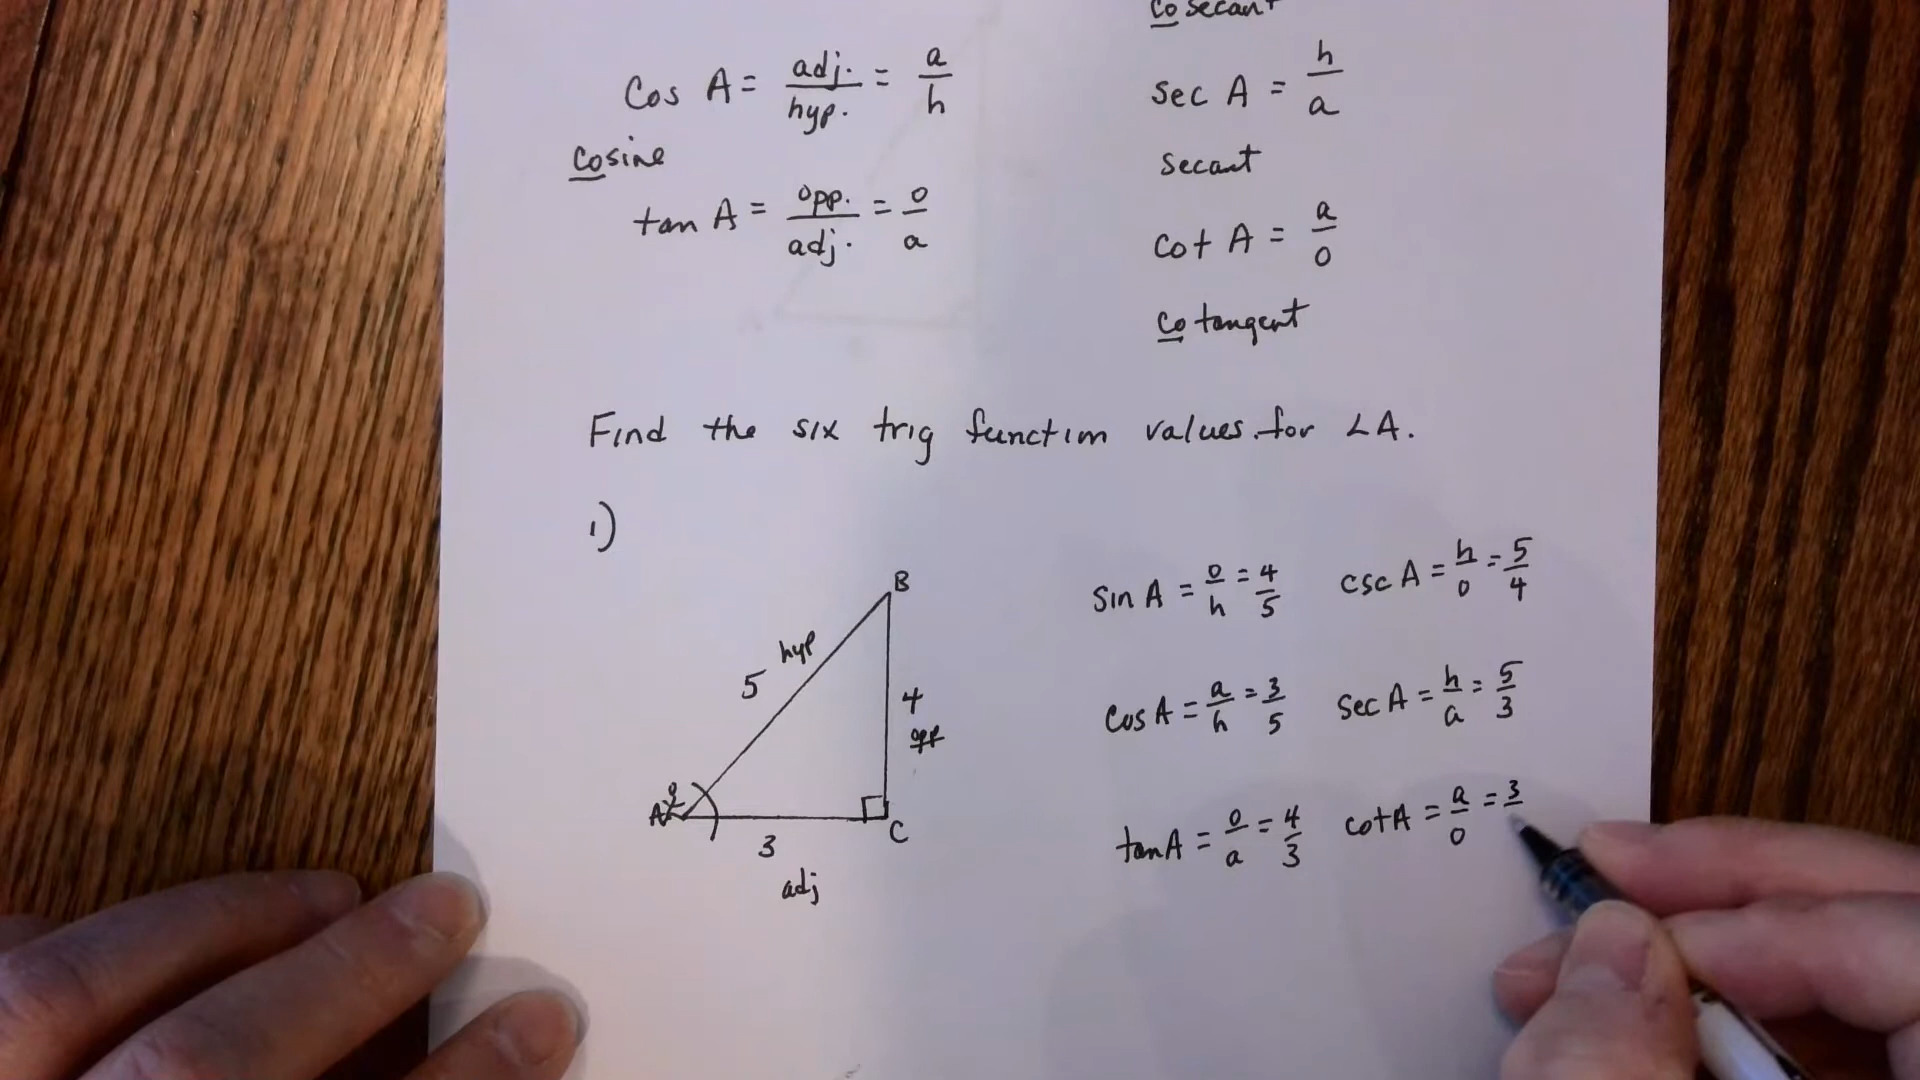 cosecant
cos A = adj./hyp. = a/h
sec A = h/a
cosine
secant
tan A = opp./adj. = o/a
cot A = a/o
cotangent
Find the six trig function values for ∠A.
1)
B
5 hyp
4
opp
A
C
3
adj
sin A = o/h = 4/5
csc A = h/o = 5/4
cos A = a/h = 3/5
sec A = h/a = 5/3
tan A = o/a = 4/3
cot A = a/o = 3/